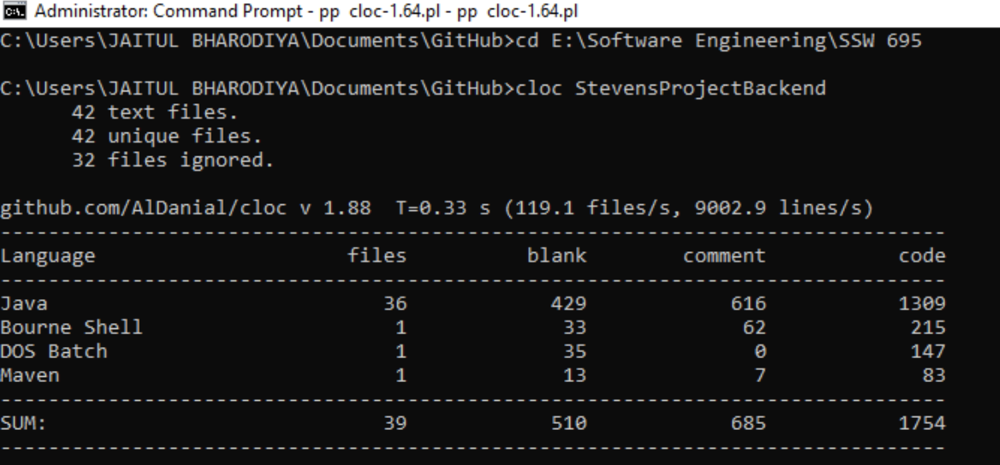 Administrator: Command Prompt - pp cloc-1.64.pl - pp cloc-1.64.pl
C:\Users\JAITUL BHARODIYA\Documents\GitHub>cd E:\Software Engineering\SSW 695
C:\Users\JAITUL BHARODIYA\Documents\GitHub>cloc StevensProjectBackend
42 text files.
42 unique files.
32 files ignored.
github.com/AlDanial/cloc v 1.88  T=0.33 s (119.1 files/s, 9002.9 lines/s)
-------------------------------------------------------------------------------
Language                     files          blank        comment           code
-------------------------------------------------------------------------------
Java                            36            429            616           1309
Bourne Shell                     1             33             62            215
DOS Batch                        1             35              0            147
Maven                            1             13              7             83
-------------------------------------------------------------------------------
SUM:                            39            510            685           1754
-------------------------------------------------------------------------------